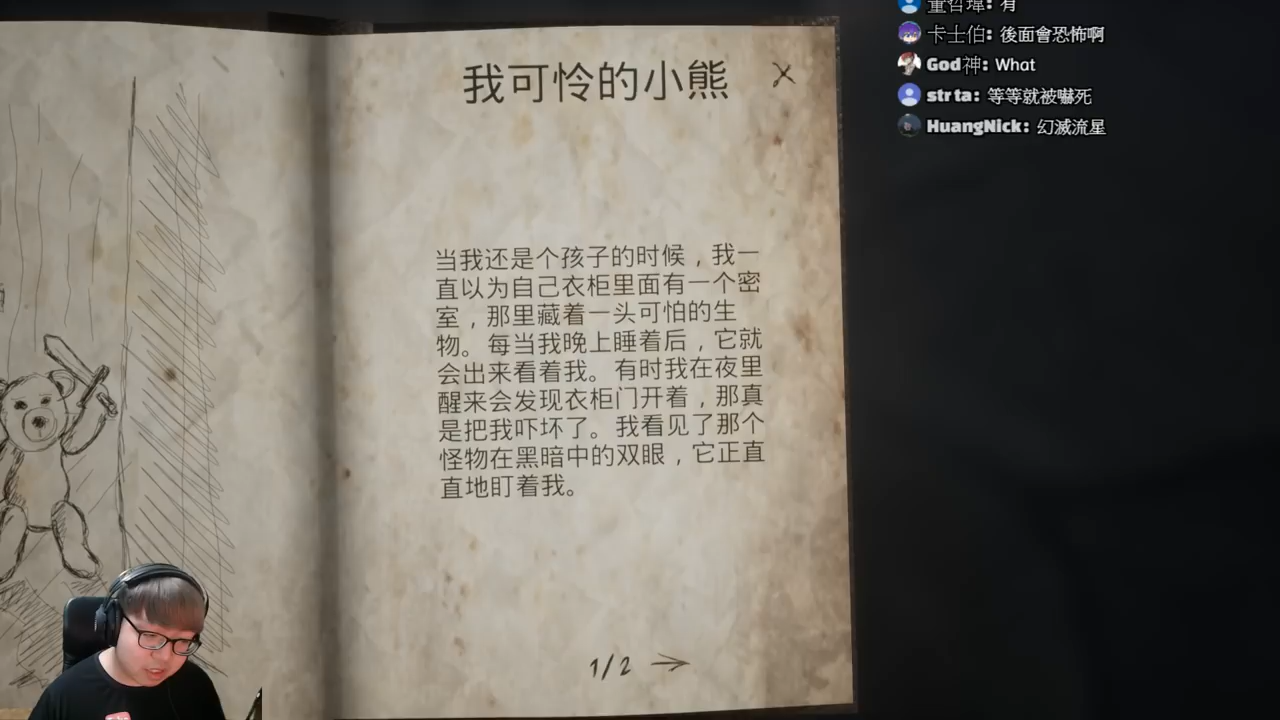 我可怜的小熊
当我还是个孩子的时候，我一
直以为自己衣柜里面有一个密
室，那里藏着一头可怕的生
物。每当我晚上睡着后，它就
会出来看着我。有时我在夜里
醒来会发现衣柜门开着，那真
是把我吓坏了。我看见了那个
怪物在黑暗中的双眼，它正直
直地盯着我。
1/2
董哲瑋: 有
卡士伯: 後面會恐怖啊
God神: What
strta: 等等就被嚇死
HuangNick: 幻滅流星